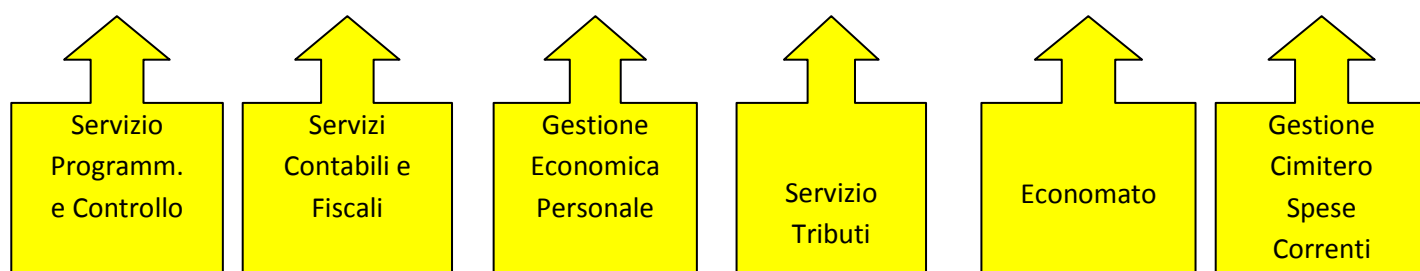 Servizio
Programm.
e Controllo
Servizi
Contabili e
Fiscali
Gestione
Economica
Personale
Servizio
Tributi
Economato
Gestione
Cimitero
Spese
Correnti